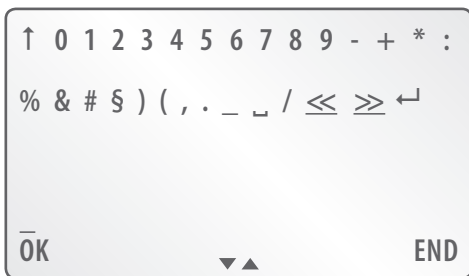 ↑ 0 1 2 3 4 5 6 7 8 9 - + * :
% & # § ) ( , . _ ␣ / ≪ ≫ ↵
OK ▼▲ END